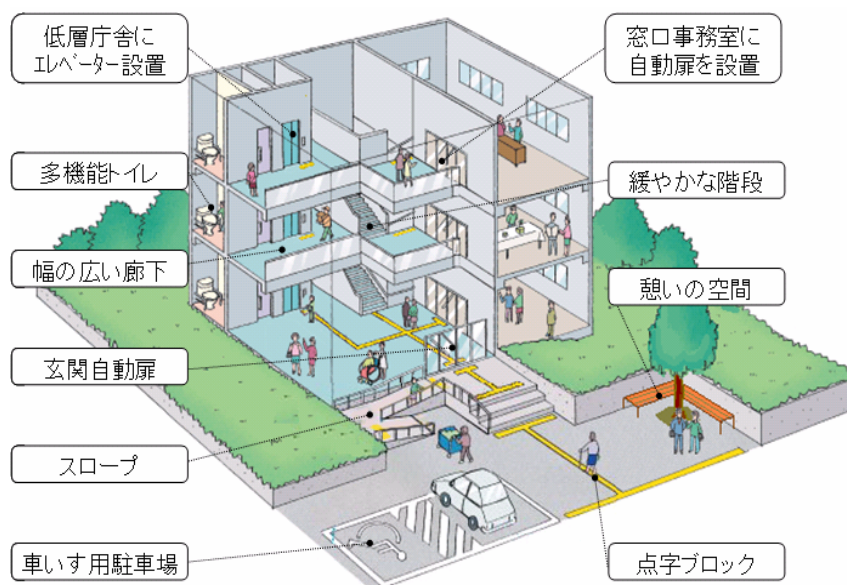 低層庁舎に
エレベーター設置
窓口事務室に
自動扉を設置
多機能トイレ
緩やかな階段
幅の広い廊下
憩いの空間
玄関自動扉
スロープ
車いす用駐車場
点字ブロック